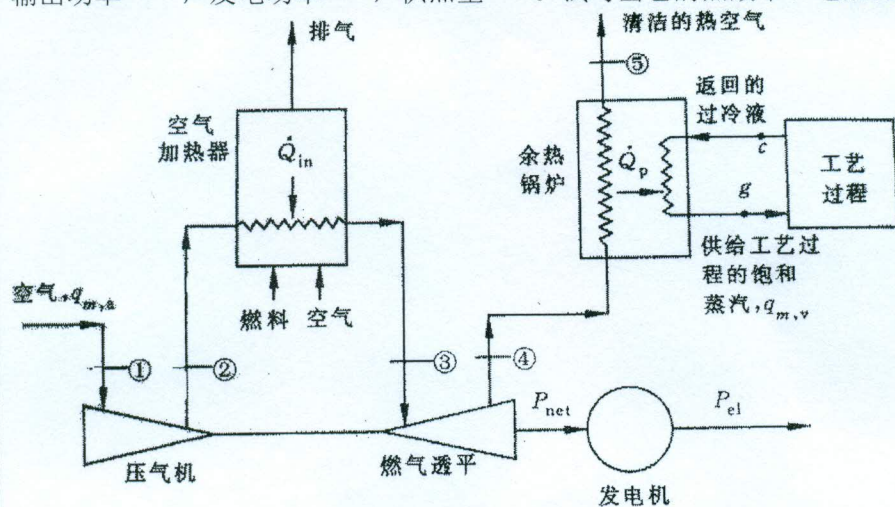 排气
清洁的热空气
⑤
返回的
过冷液
空气
加热器
Q̇in
余热
锅炉
Q̇p
c
工艺
过程
g
供给工艺过
程的饱和
蒸汽,qm,v
空气,qm,a
燃料 空气
①
②
③
④
Pnet
Pel
压气机
燃气透平
发电机